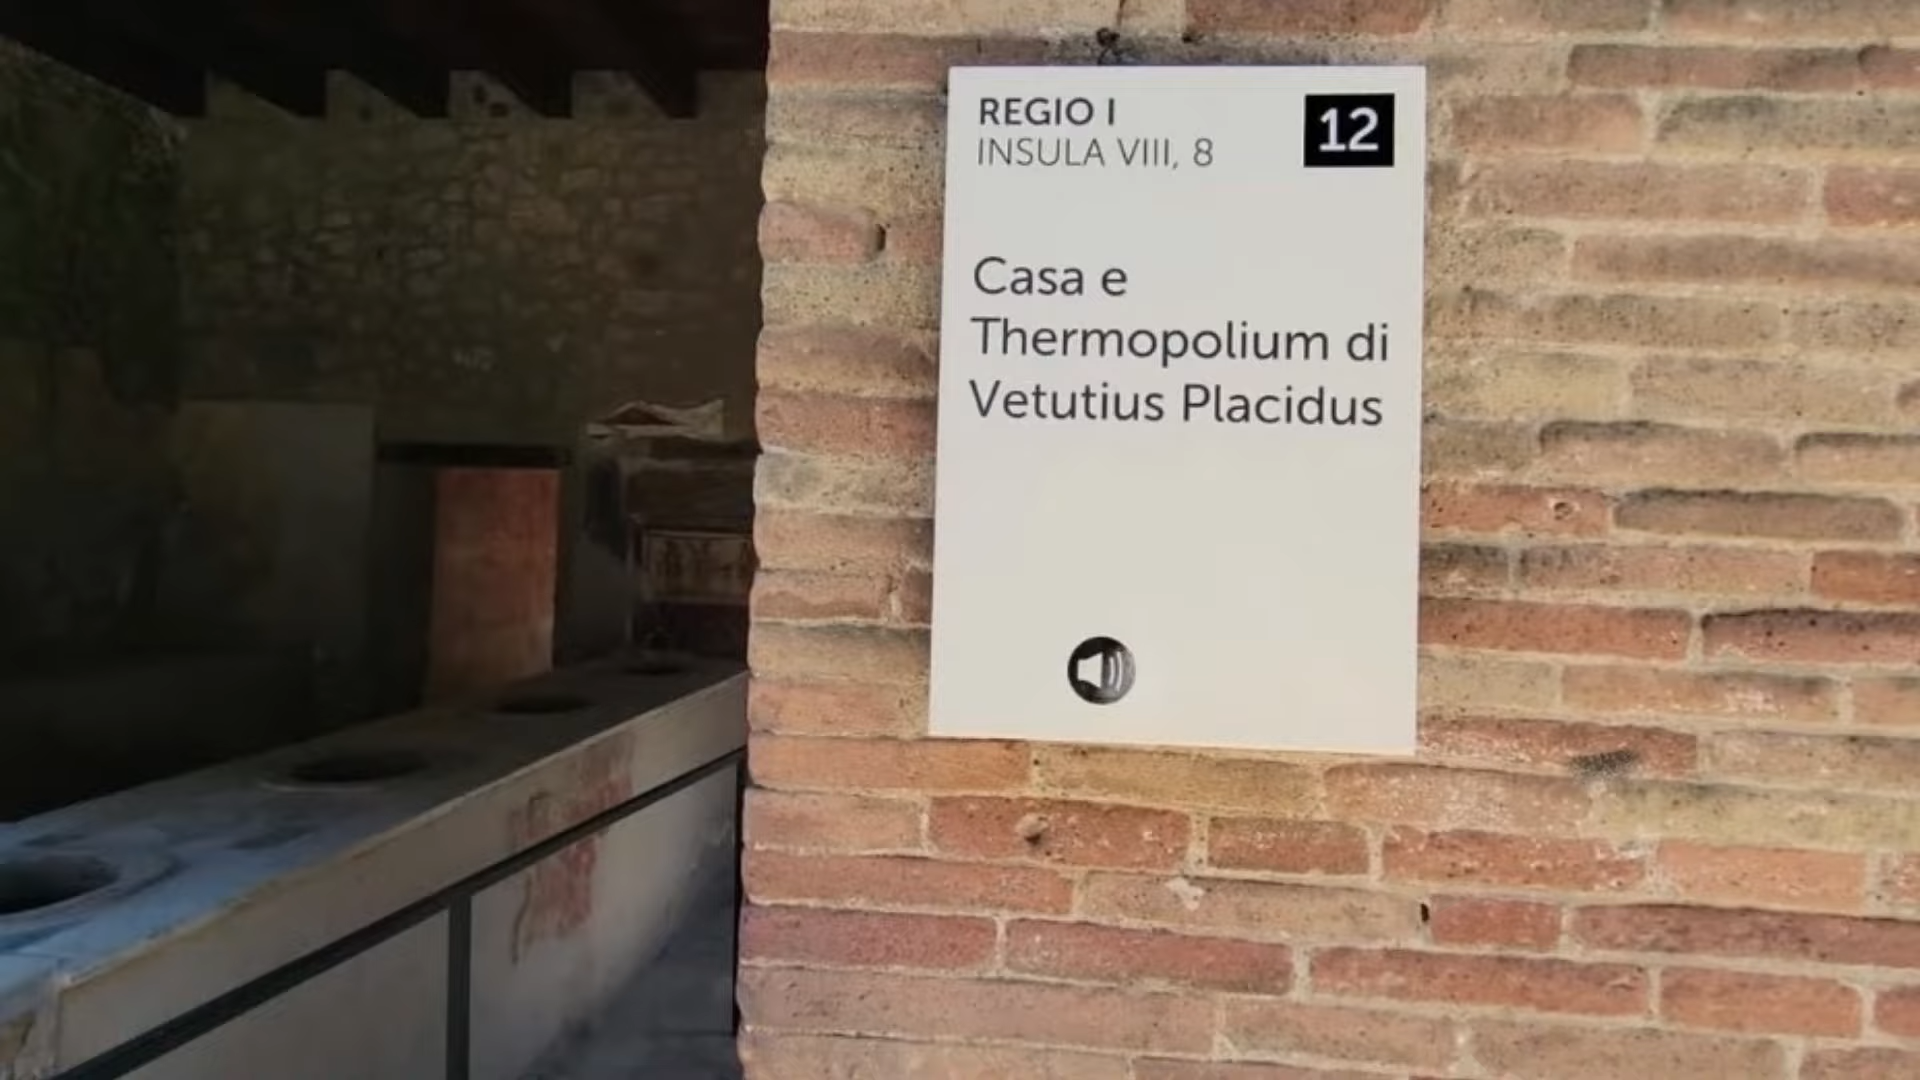 REGIO I
INSULA VIII, 8
12
Casa e
Thermopolium di
Vetutius Placidus